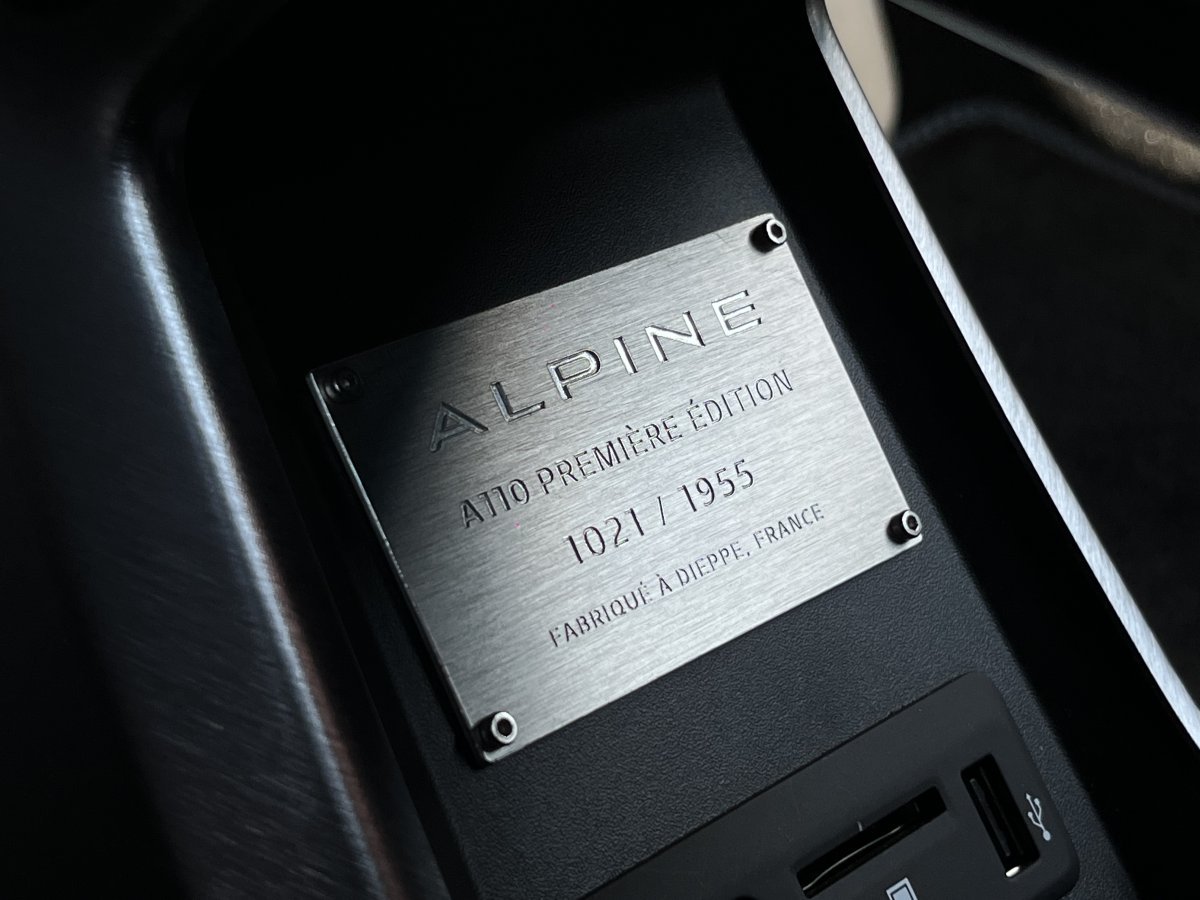 ALPINE
A110 PREMIÈRE ÉDITION
1021 / 1955
FABRIQUÉ À DIEPPE, FRANCE